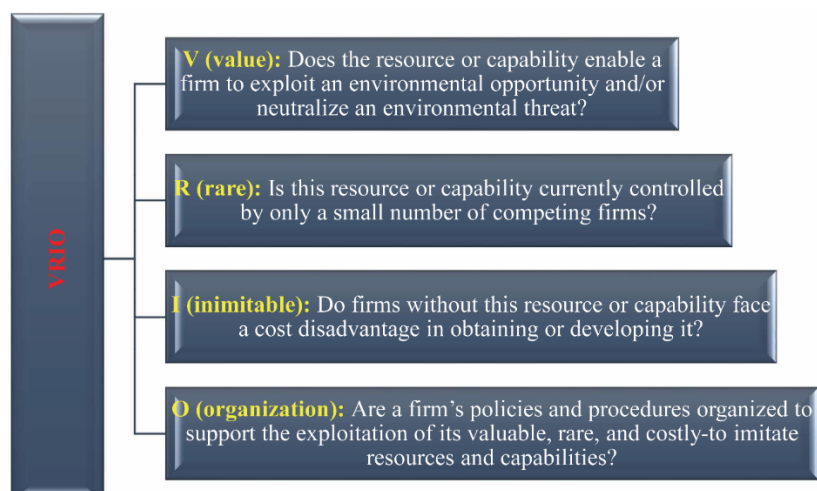 VRIO
V (value): Does the resource or capability enable a
firm to exploit an environmental opportunity and/or
neutralize an environmental threat?
R (rare): Is this resource or capability currently controlled
by only a small number of competing firms?
I (inimitable): Do firms without this resource or capability face
a cost disadvantage in obtaining or developing it?
O (organization): Are a firm’s policies and procedures organized to
support the exploitation of its valuable, rare, and costly-to imitate
resources and capabilities?